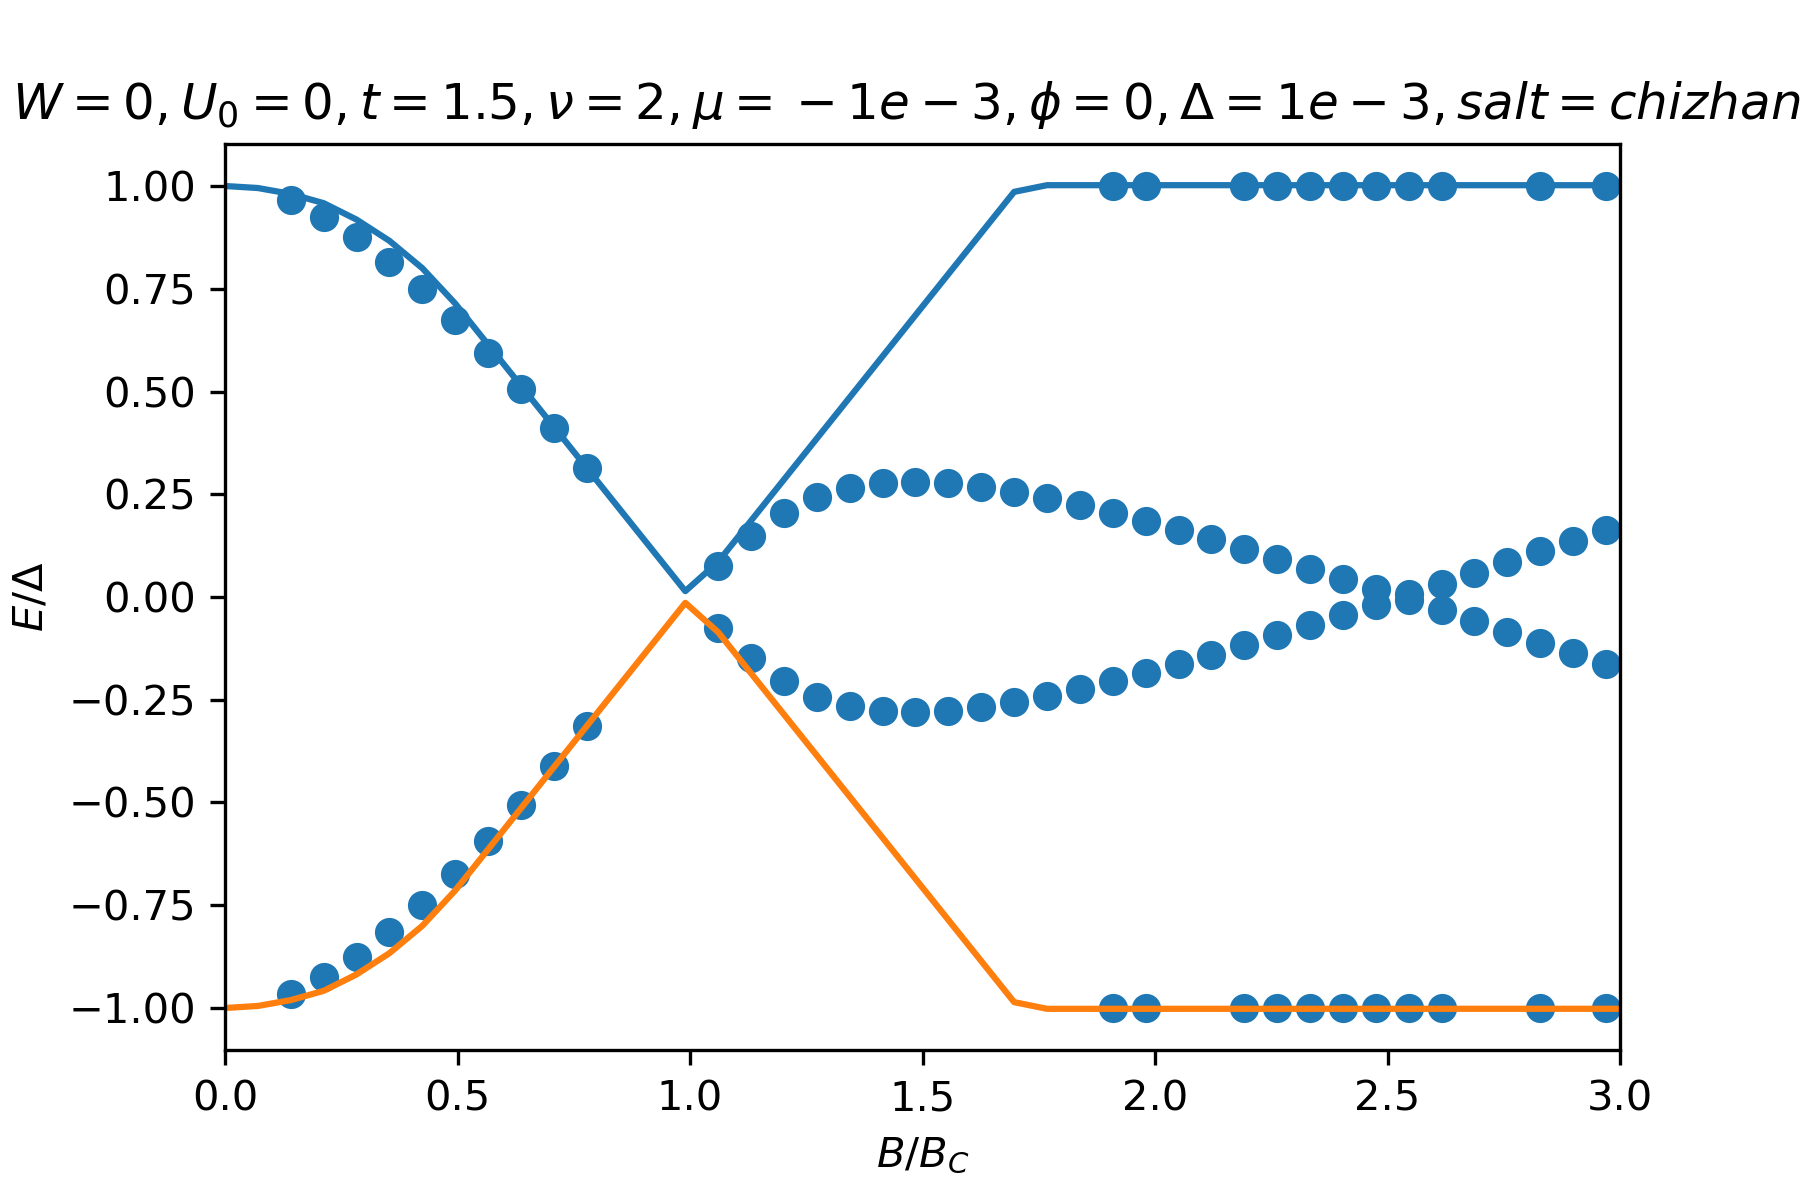 W = 0, U₀ = 0, t = 1.5, ν = 2, μ = −1e − 3, ϕ = 0, Δ = 1e − 3, salt = chizhan
1.00
0.75
0.50
0.25
0.00
−0.25
−0.50
−0.75
−1.00
E/Δ
0.0 0.5 1.0 1.5 2.0 2.5 3.0
B/B_C